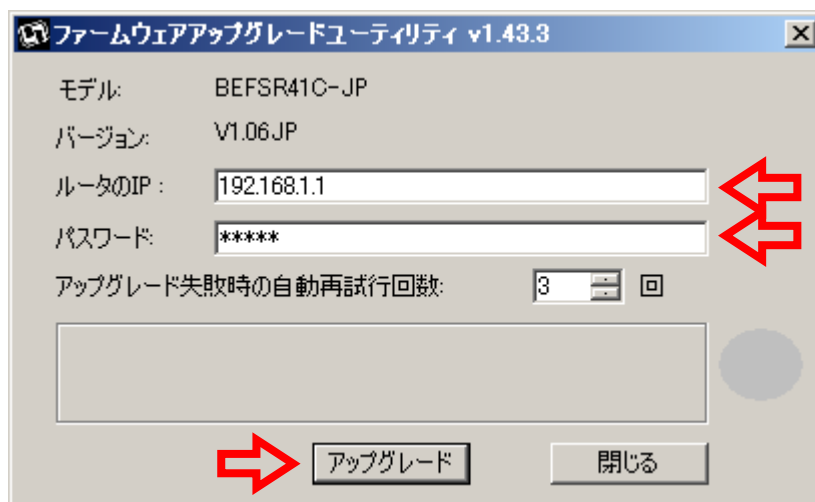 ファームウェアアップグレードユーティリティ v1.43.3
モデル: BEFSR41C-JP
バージョン: V1.06JP
ルータのIP : 192.168.1.1
パスワード: *****
アップグレード失敗時の自動再試行回数: 3 回
アップグレード 閉じる